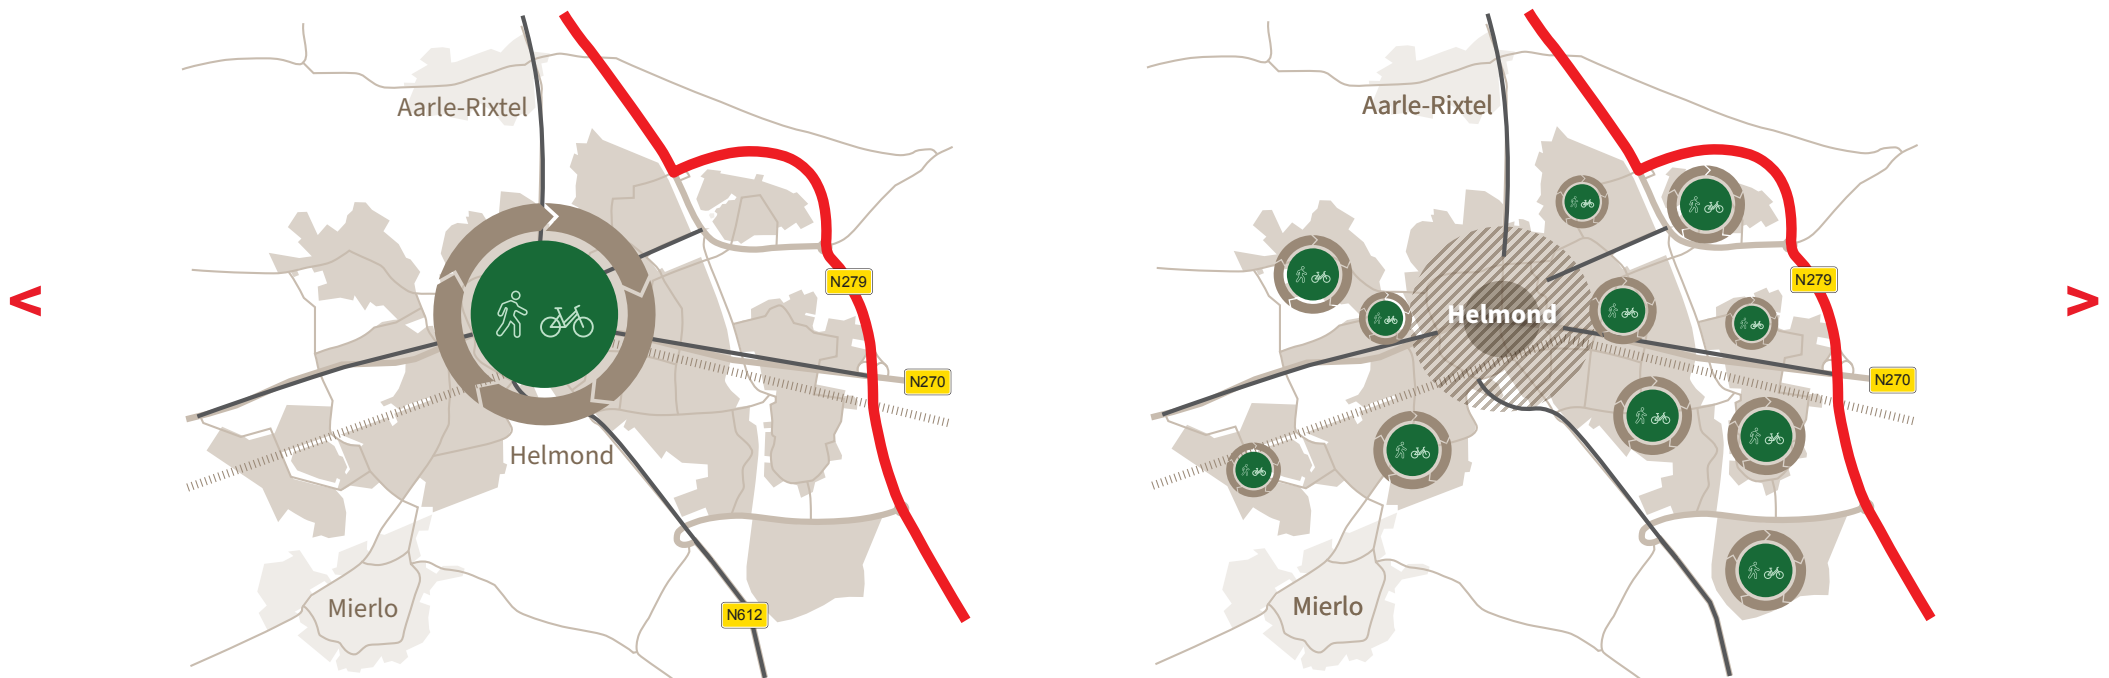 Aarle-Rixtel
N279
N270
Helmond
Mierlo
N612
<
Aarle-Rixtel
N279
Helmond
N270
Mierlo
>